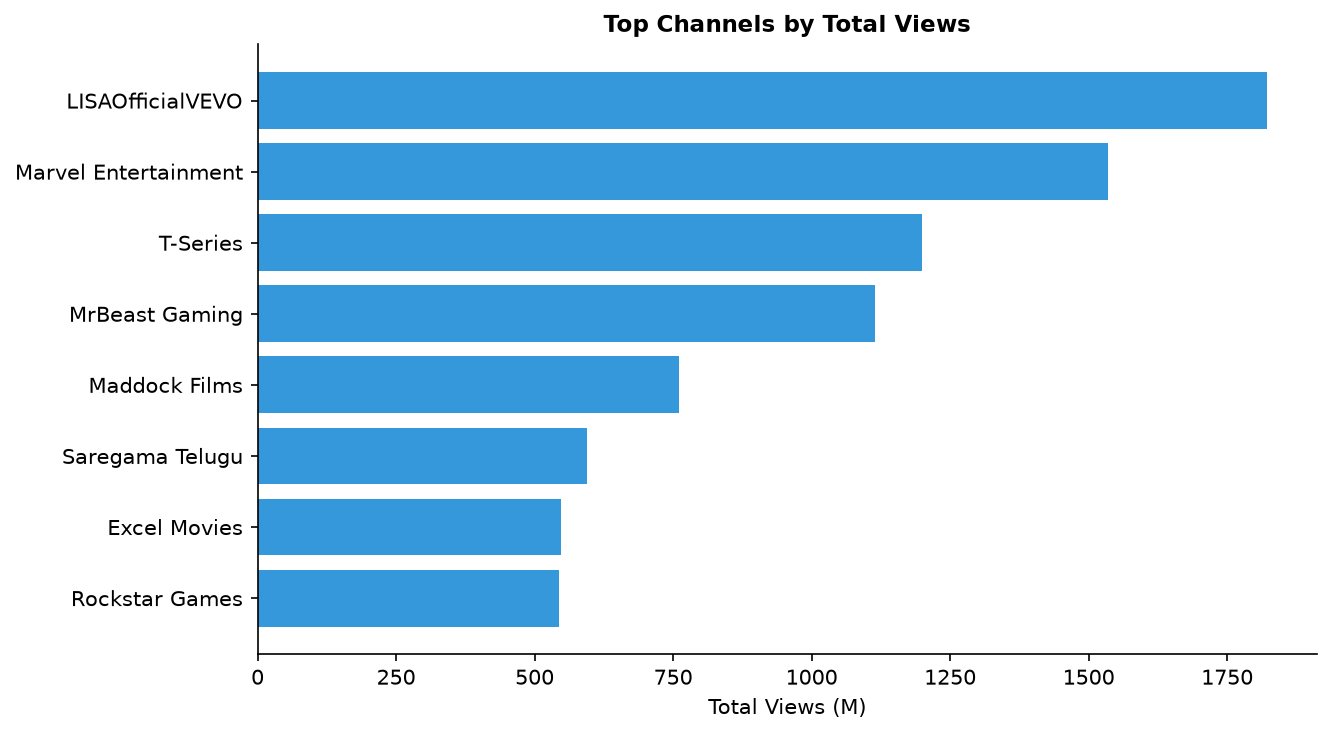 Top Channels by Total Views
LISAOfficialVEVO
Marvel Entertainment
T-Series
MrBeast Gaming
Maddock Films
Saregama Telugu
Excel Movies
Rockstar Games
0 250 500 750 1000 1250 1500 1750
Total Views (M)